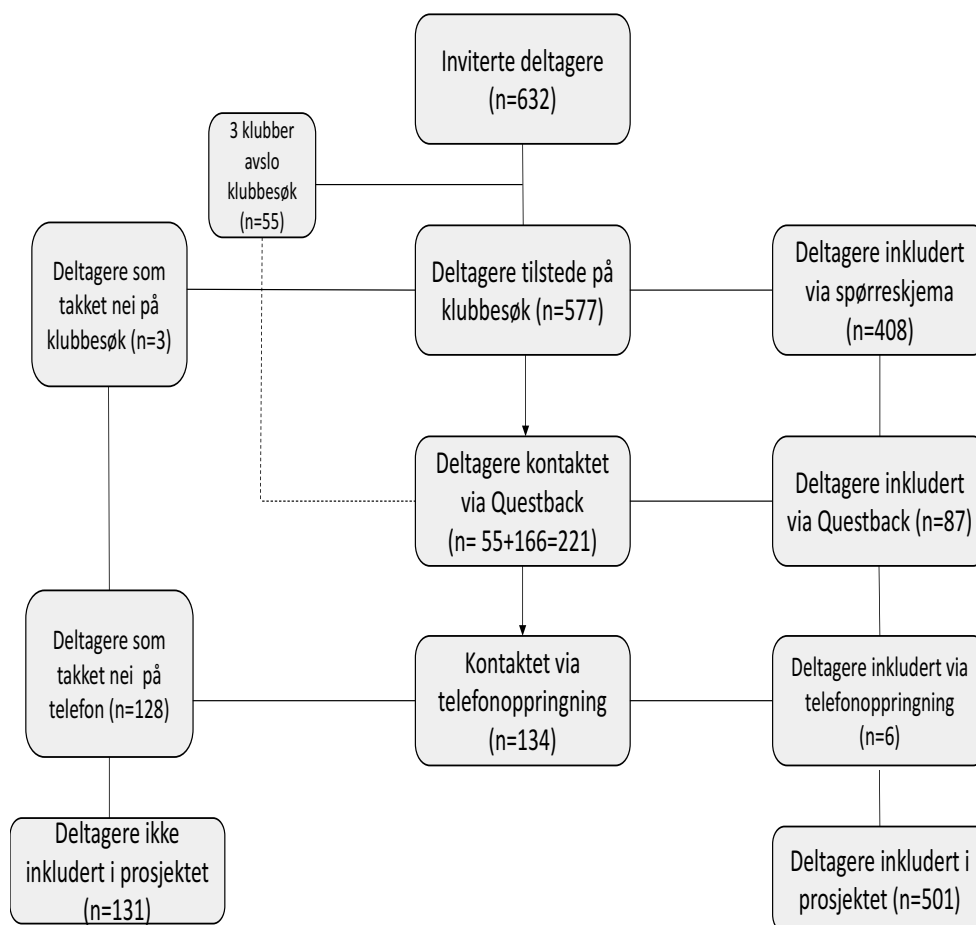 Inviterte deltagere
(n=632)
3 klubber
avslo
klubbesøk
(n=55)
Deltagere som
takket nei på
klubbesøk (n=3)
Deltagere tilstede på
klubbesøk (n=577)
Deltagere inkludert
via spørreskjema
(n=408)
Deltagere kontaktet
via Questback
(n= 55+166=221)
Deltagere inkludert
via Questback (n=87)
Deltagere som
takket nei  på
telefon (n=128)
Kontaktet via
telefonoppringning
(n=134)
Deltagere inkludert via
telefonoppringning
(n=6)
Deltagere ikke
inkludert i prosjektet
(n=131)
Deltagere inkludert i
prosjektet (n=501)